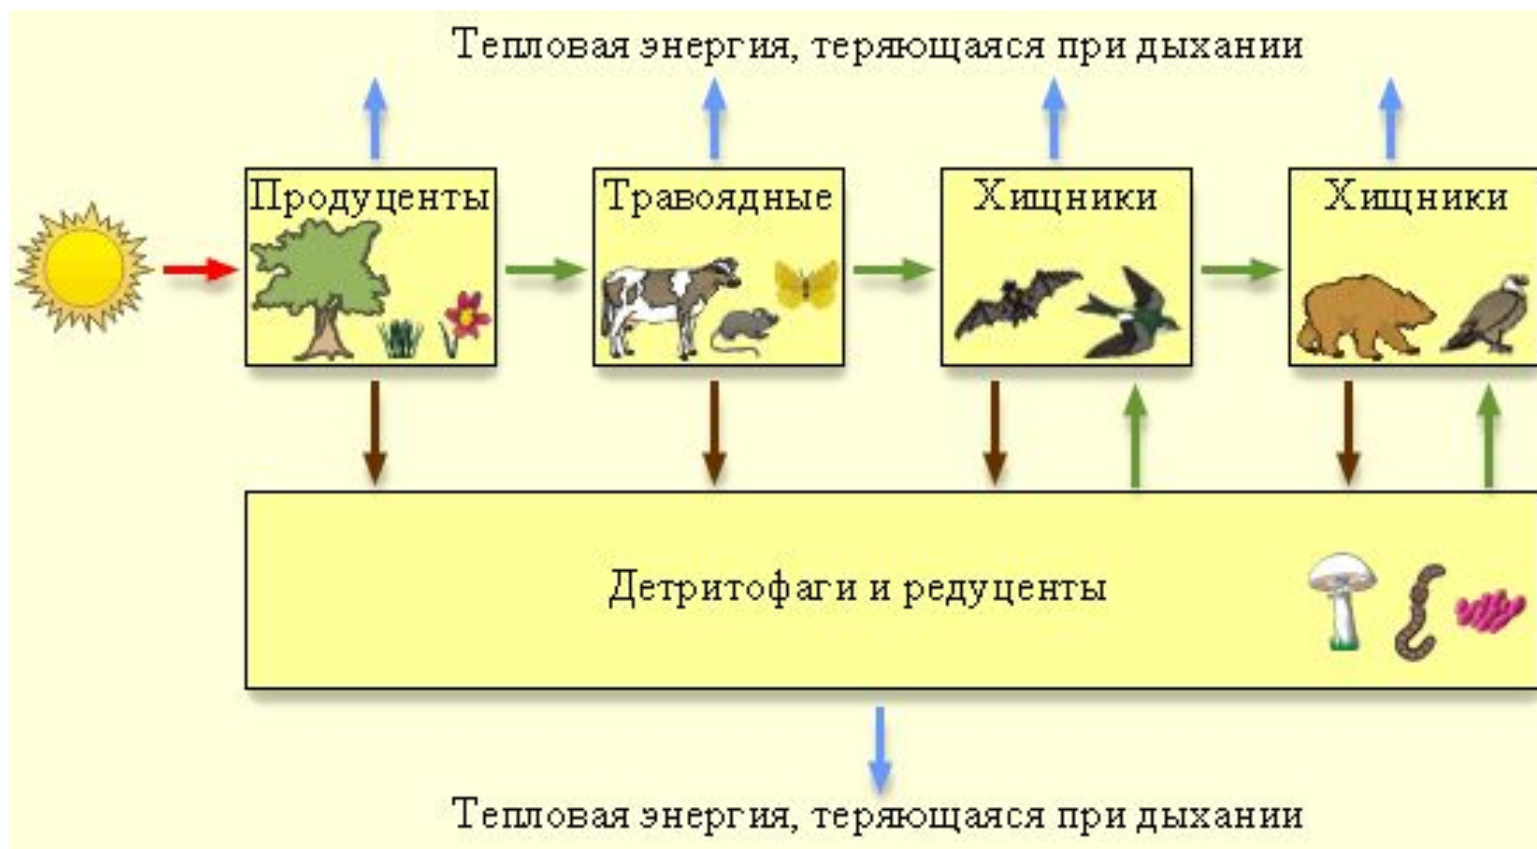 Тепловая энергия, теряющаяся при дыхании
Продуценты
Травоядные
Хищники
Хищники
Детритофаги и редуценты
Тепловая энергия, теряющаяся при дыхании